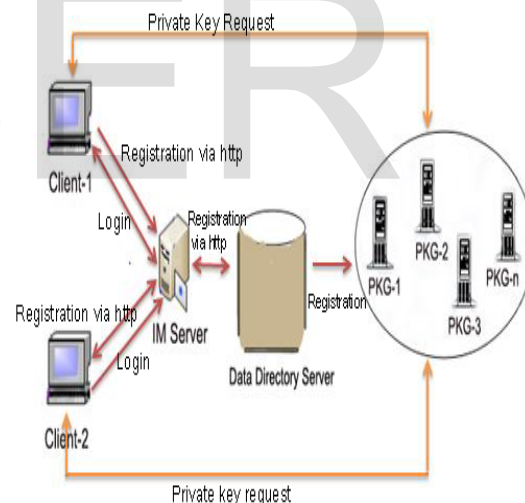 ER
Private Key Request
Registration via http
Client-1
Login
Registration
via http
PKG-1
PKG-2
PKG-3
PKG-n
Registration
Registration via http
IM Server
Login
Data Directory Server
Client-2
Private key request